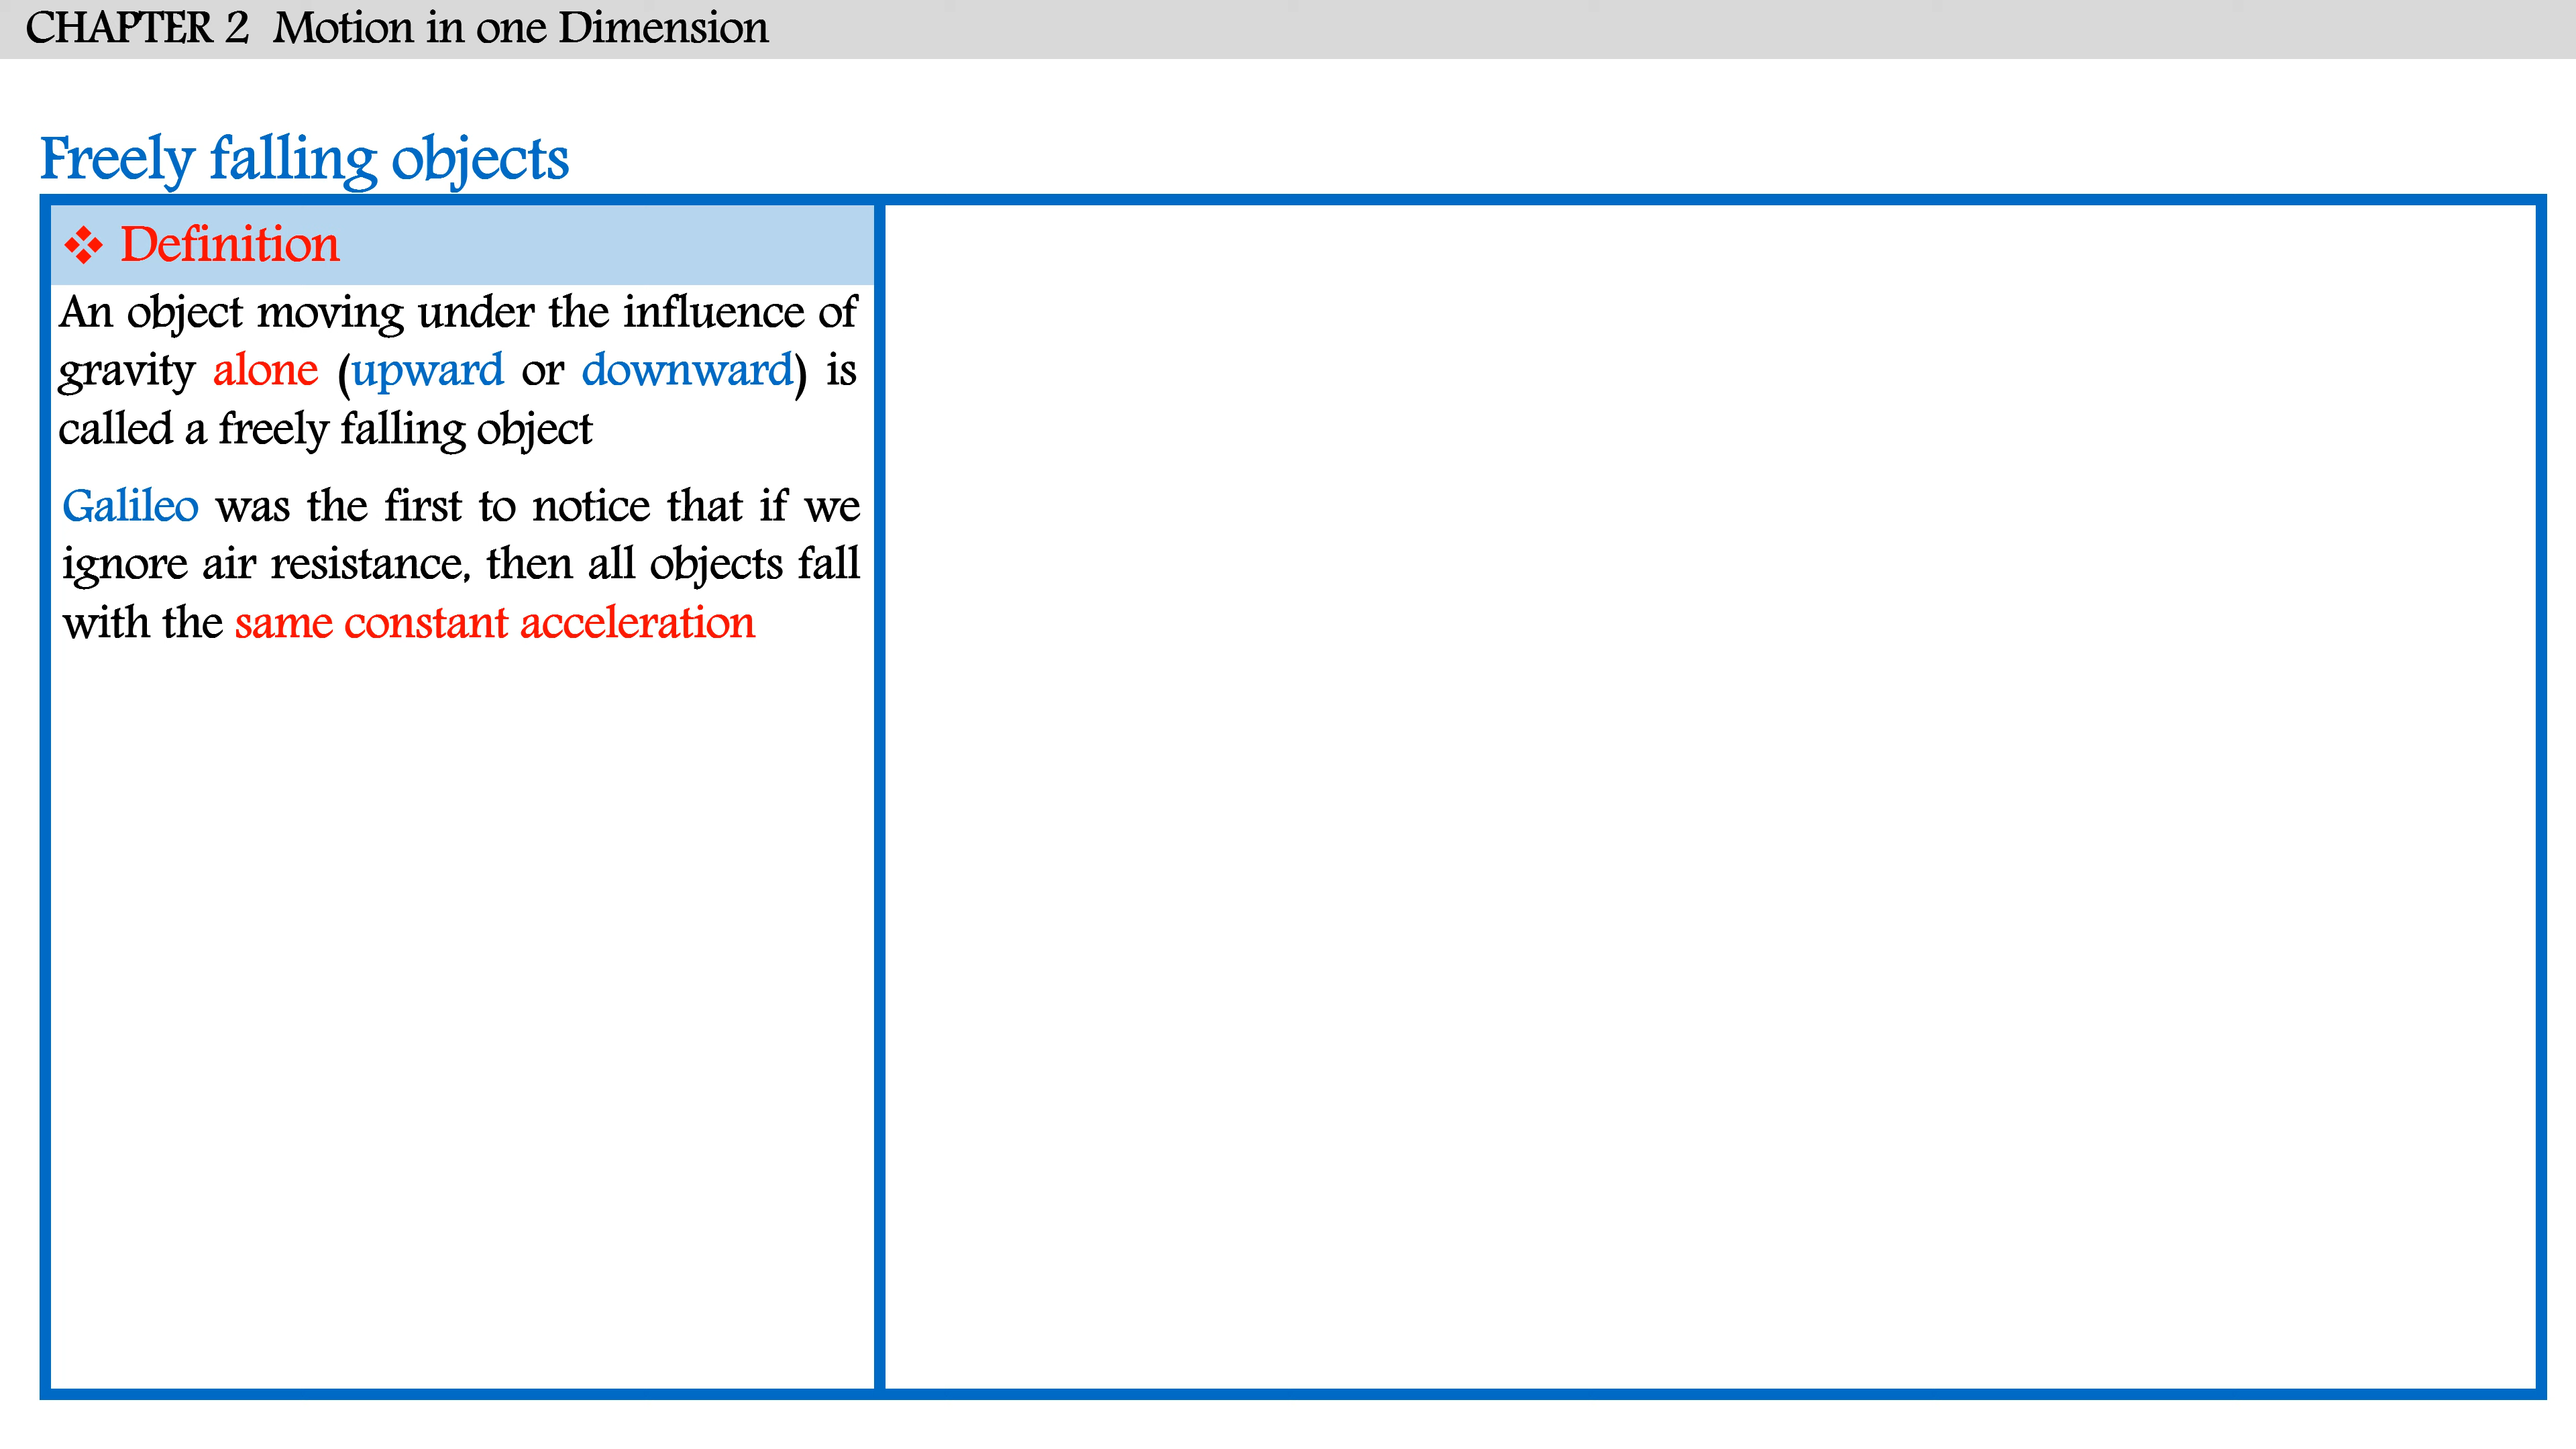 CHAPTER 2 Motion in one Dimension
Freely falling objects
❖ Definition
An object moving under the influence of
gravity alone (upward or downward) is
called a freely falling object
Galileo was the first to notice that if we
ignore air resistance, then all objects fall
with the same constant acceleration